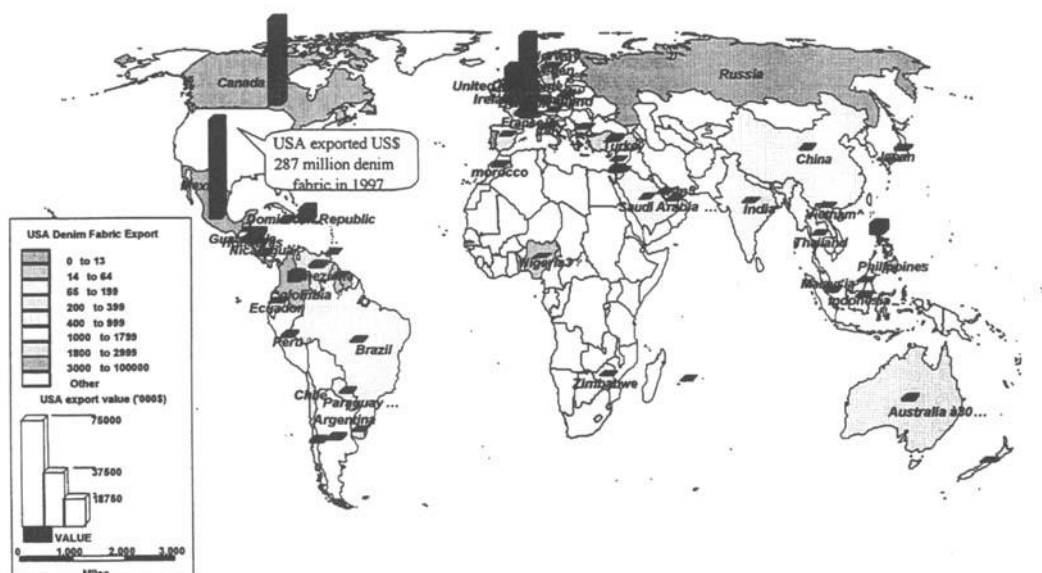 Canada
Russia
United
Ireland
France
USA exported US$
287 million denim
fabric in 1997
Turkey
China
Japan
morocco
Saudi Arabia ...
India
Vietnam^
Thailand
Philippines
Indonesia
Dominican Republic
Nigeria3
Colombia
Ecuador
Peru ^
Brazil
Zimbabwe
Chile
Paraguay ...
Argentina
Australia à30 ...
USA Denim Fabric Export
0 to 13
14 to 64
65 to 199
200 to 399
400 to 999
1000 to 1799
1800 to 2999
3000 to 100000
Other
USA export value ('000$)
75000
37500
18750
VALUE
0 1,000 2,000 3,000
Miles